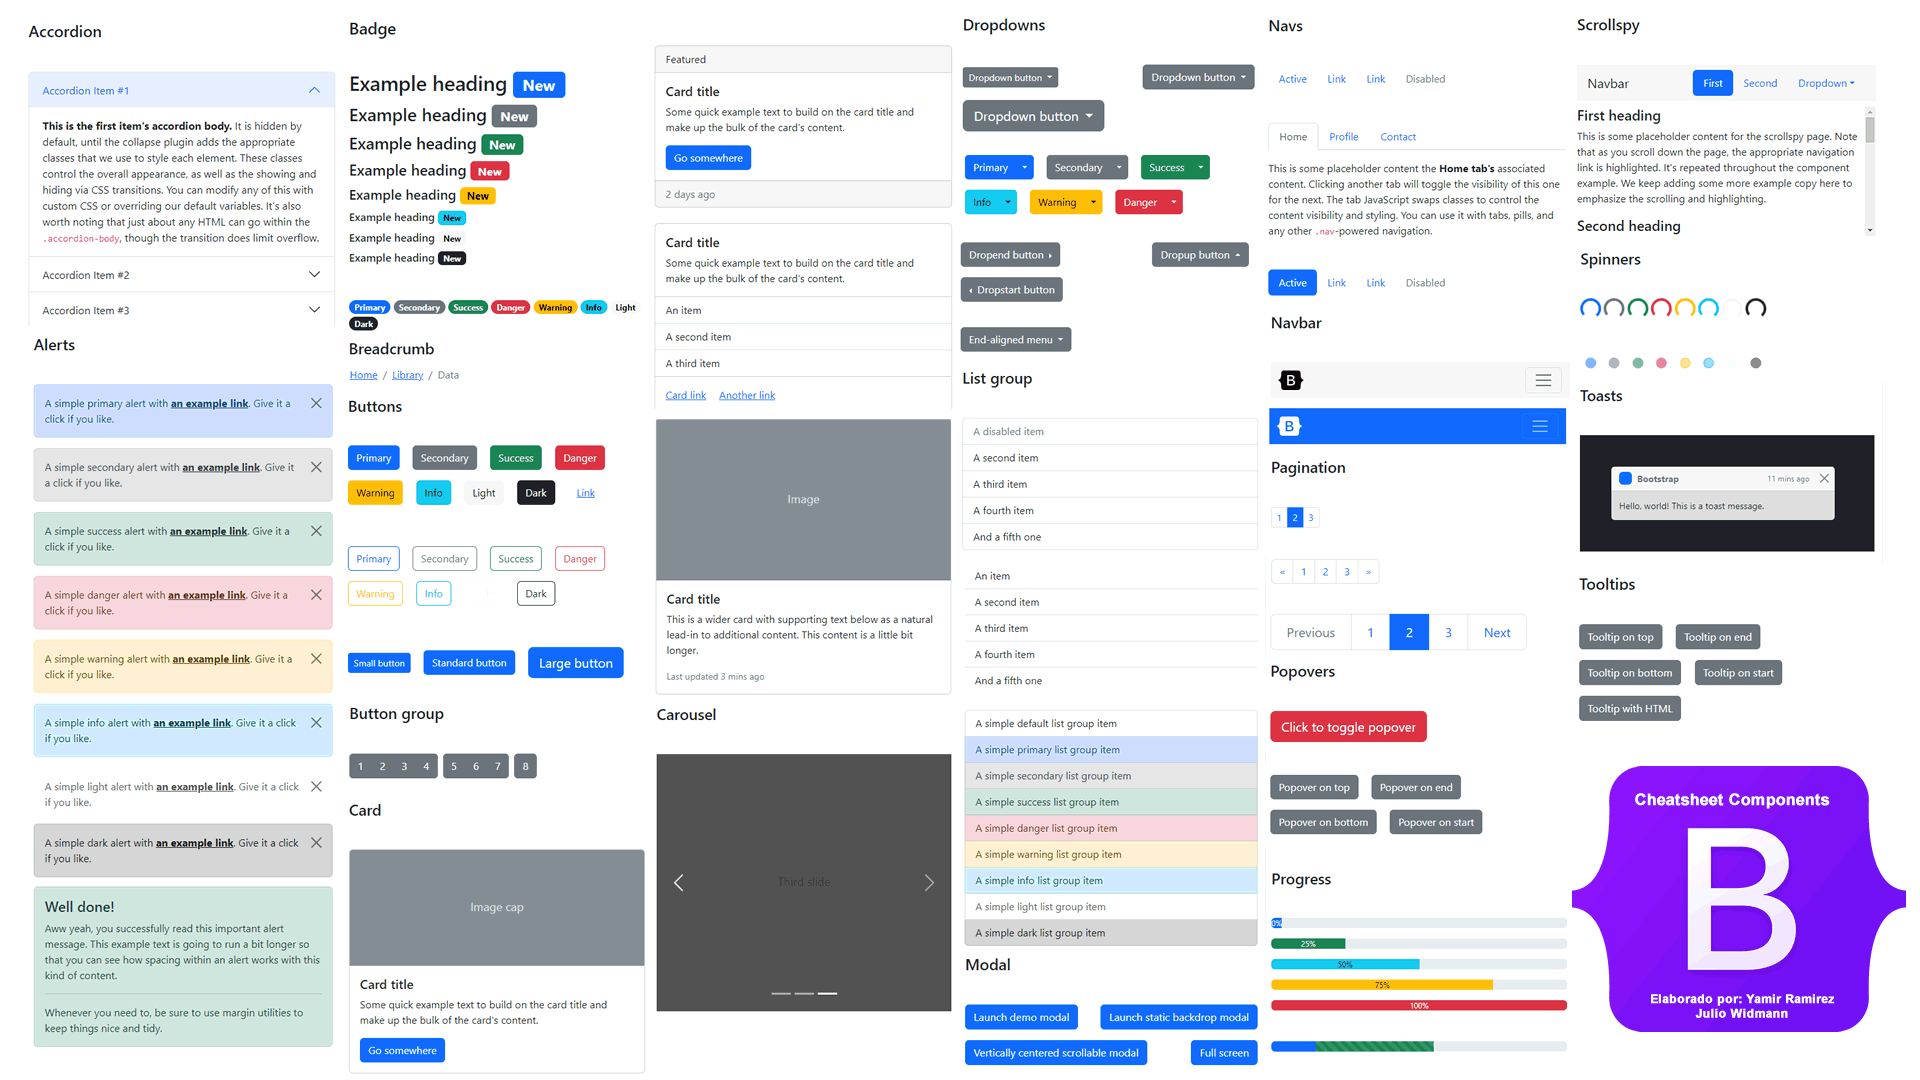 Accordion
Accordion Item #1
This is the first item's accordion body. It is hidden by
default, until the collapse plugin adds the appropriate
classes that we use to style each element. These classes
control the overall appearance, as well as the showing and
hiding via CSS transitions. You can modify any of this with
custom CSS or overriding our default variables. It's also
worth noting that just about any HTML can go within the
.accordion-body, though the transition does limit overflow.
Accordion Item #2
Accordion Item #3
Alerts
A simple primary alert with an example link. Give it a
click if you like.
A simple secondary alert with an example link. Give it
a click if you like.
A simple success alert with an example link. Give it a
click if you like.
A simple danger alert with an example link. Give it a
click if you like.
A simple warning alert with an example link. Give it a
click if you like.
A simple info alert with an example link. Give it a click
if you like.
A simple light alert with an example link. Give it a click
if you like.
A simple dark alert with an example link. Give it a click
if you like.
Well done!
Aww yeah, you successfully read this important alert
message. This example text is going to run a bit longer so
that you can see how spacing within an alert works with this
kind of content.
Whenever you need to, be sure to use margin utilities to
keep things nice and tidy.
Badge
Example heading New
Example heading New
Example heading New
Example heading New
Example heading New
Example heading New
Example heading New
Example heading New
Primary Secondary Success Danger Warning Info Light
Dark
Breadcrumb
Home / Library / Data
Buttons
Primary Secondary Success Danger
Warning Info Light Dark Link
Primary Secondary Success Danger
Warning Info Dark
Small button Standard button Large button
Button group
1 2 3 4 5 6 7 8
Card
Image cap
Card title
Some quick example text to build on the card title and
make up the bulk of the card's content.
Go somewhere
Featured
Card title
Some quick example text to build on the card title and
make up the bulk of the card's content.
Go somewhere
2 days ago
Card title
Some quick example text to build on the card title and
make up the bulk of the card's content.
An item
A second item
A third item
Card link Another link
Image
Card title
This is a wider card with supporting text below as a natural
lead-in to additional content. This content is a little bit
longer.
Last updated 3 mins ago
Carousel
Third slide
Dropdowns
Dropdown button Dropdown button
Dropdown button
Primary Secondary Success
Info Warning Danger
Dropend button Dropup button
Dropstart button
End-aligned menu
List group
A disabled item
A second item
A third item
A fourth item
And a fifth one
An item
A second item
A third item
A fourth item
And a fifth one
A simple default list group item
A simple primary list group item
A simple secondary list group item
A simple success list group item
A simple danger list group item
A simple warning list group item
A simple info list group item
A simple light list group item
A simple dark list group item
Modal
Launch demo modal Launch static backdrop modal
Vertically centered scrollable modal Full screen
Navs
Active Link Link Disabled
Home Profile Contact
This is some placeholder content the Home tab's associated
content. Clicking another tab will toggle the visibility of this one
for the next. The tab JavaScript swaps classes to control the
content visibility and styling. You can use it with tabs, pills, and
any other .nav-powered navigation.
Active Link Link Disabled
Navbar
B
B
Pagination
1 2 3
« 1 2 3 »
Previous 1 2 3 Next
Popovers
Click to toggle popover
Popover on top Popover on end
Popover on bottom Popover on start
Progress
0%
25%
50%
75%
100%
Scrollspy
Navbar First Second Dropdown
First heading
This is some placeholder content for the scrollspy page. Note
that as you scroll down the page, the appropriate navigation
link is highlighted. It's repeated throughout the component
example. We keep adding some more example copy here to
emphasize the scrolling and highlighting.
Second heading
Spinners
Toasts
Bootstrap 11 mins ago
Hello, world! This is a toast message.
Tooltips
Tooltip on top Tooltip on end
Tooltip on bottom Tooltip on start
Tooltip with HTML
Cheatsheet Components
B
Elaborado por: Yamir Ramirez
Julio Widmann